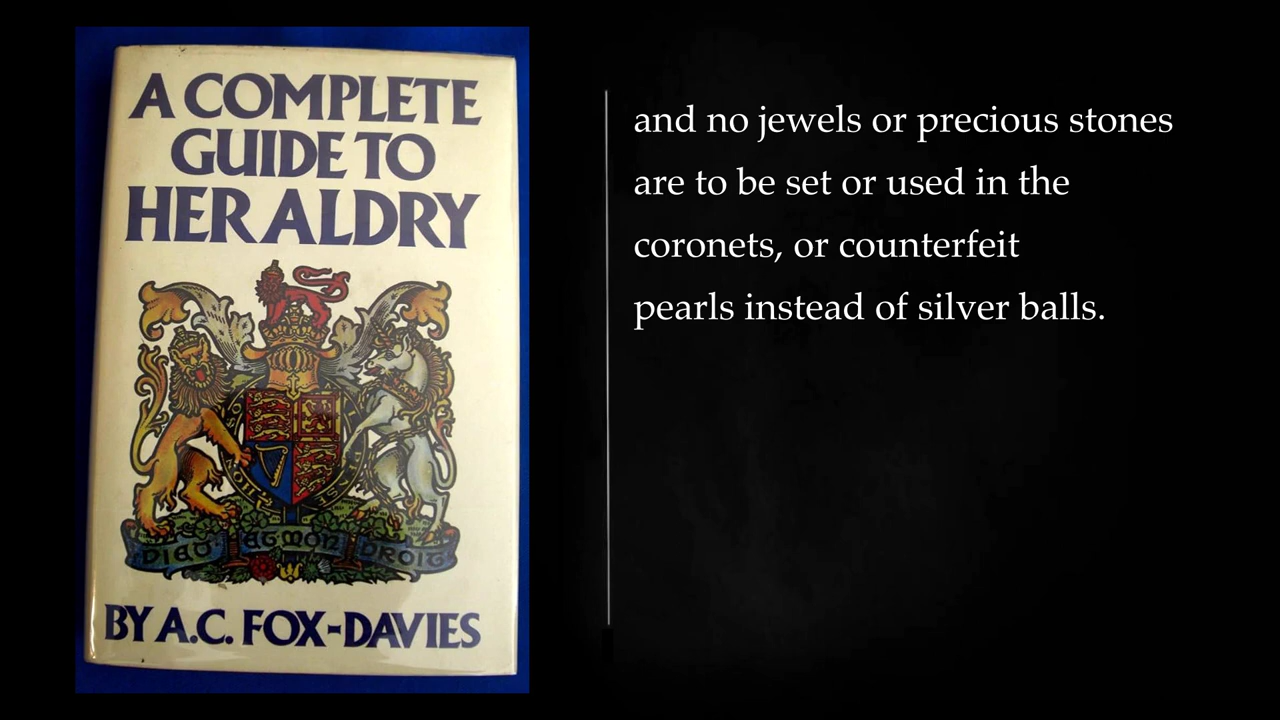 A COMPLETE
GUIDE TO
HERALDRY
DIEU ET MON DROIT
BY A.C. FOX-DAVIES
and no jewels or precious stones
are to be set or used in the
coronets, or counterfeit
pearls instead of silver balls.